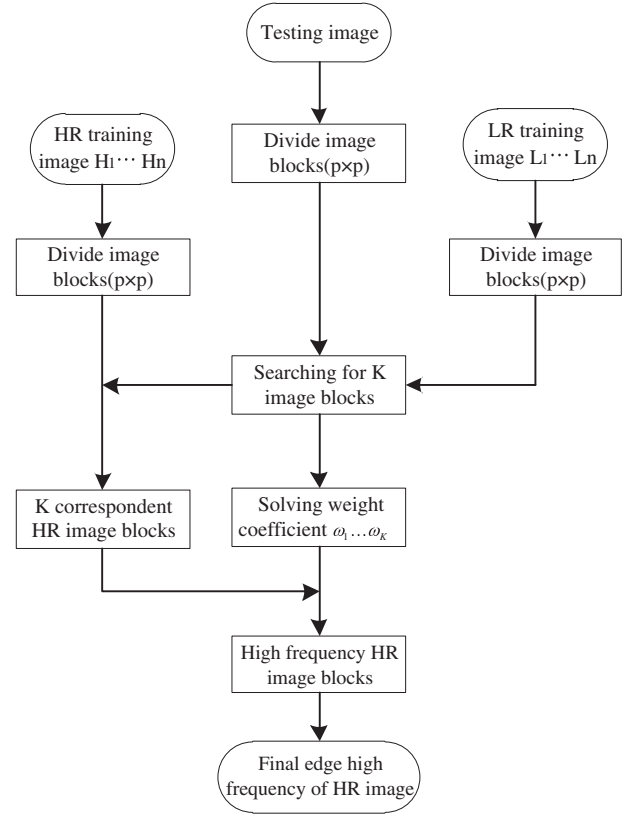 Testing image
HR training
image H1 ⋯ Hn
Divide image
blocks(p×p)
LR training
image L1 ⋯ Ln
Divide image
blocks(p×p)
Divide image
blocks(p×p)
Searching for K
image blocks
K correspondent
HR image blocks
Solving weight
coefficient ω₁…ω_K
High frequency HR
image blocks
Final edge high
frequency of HR image